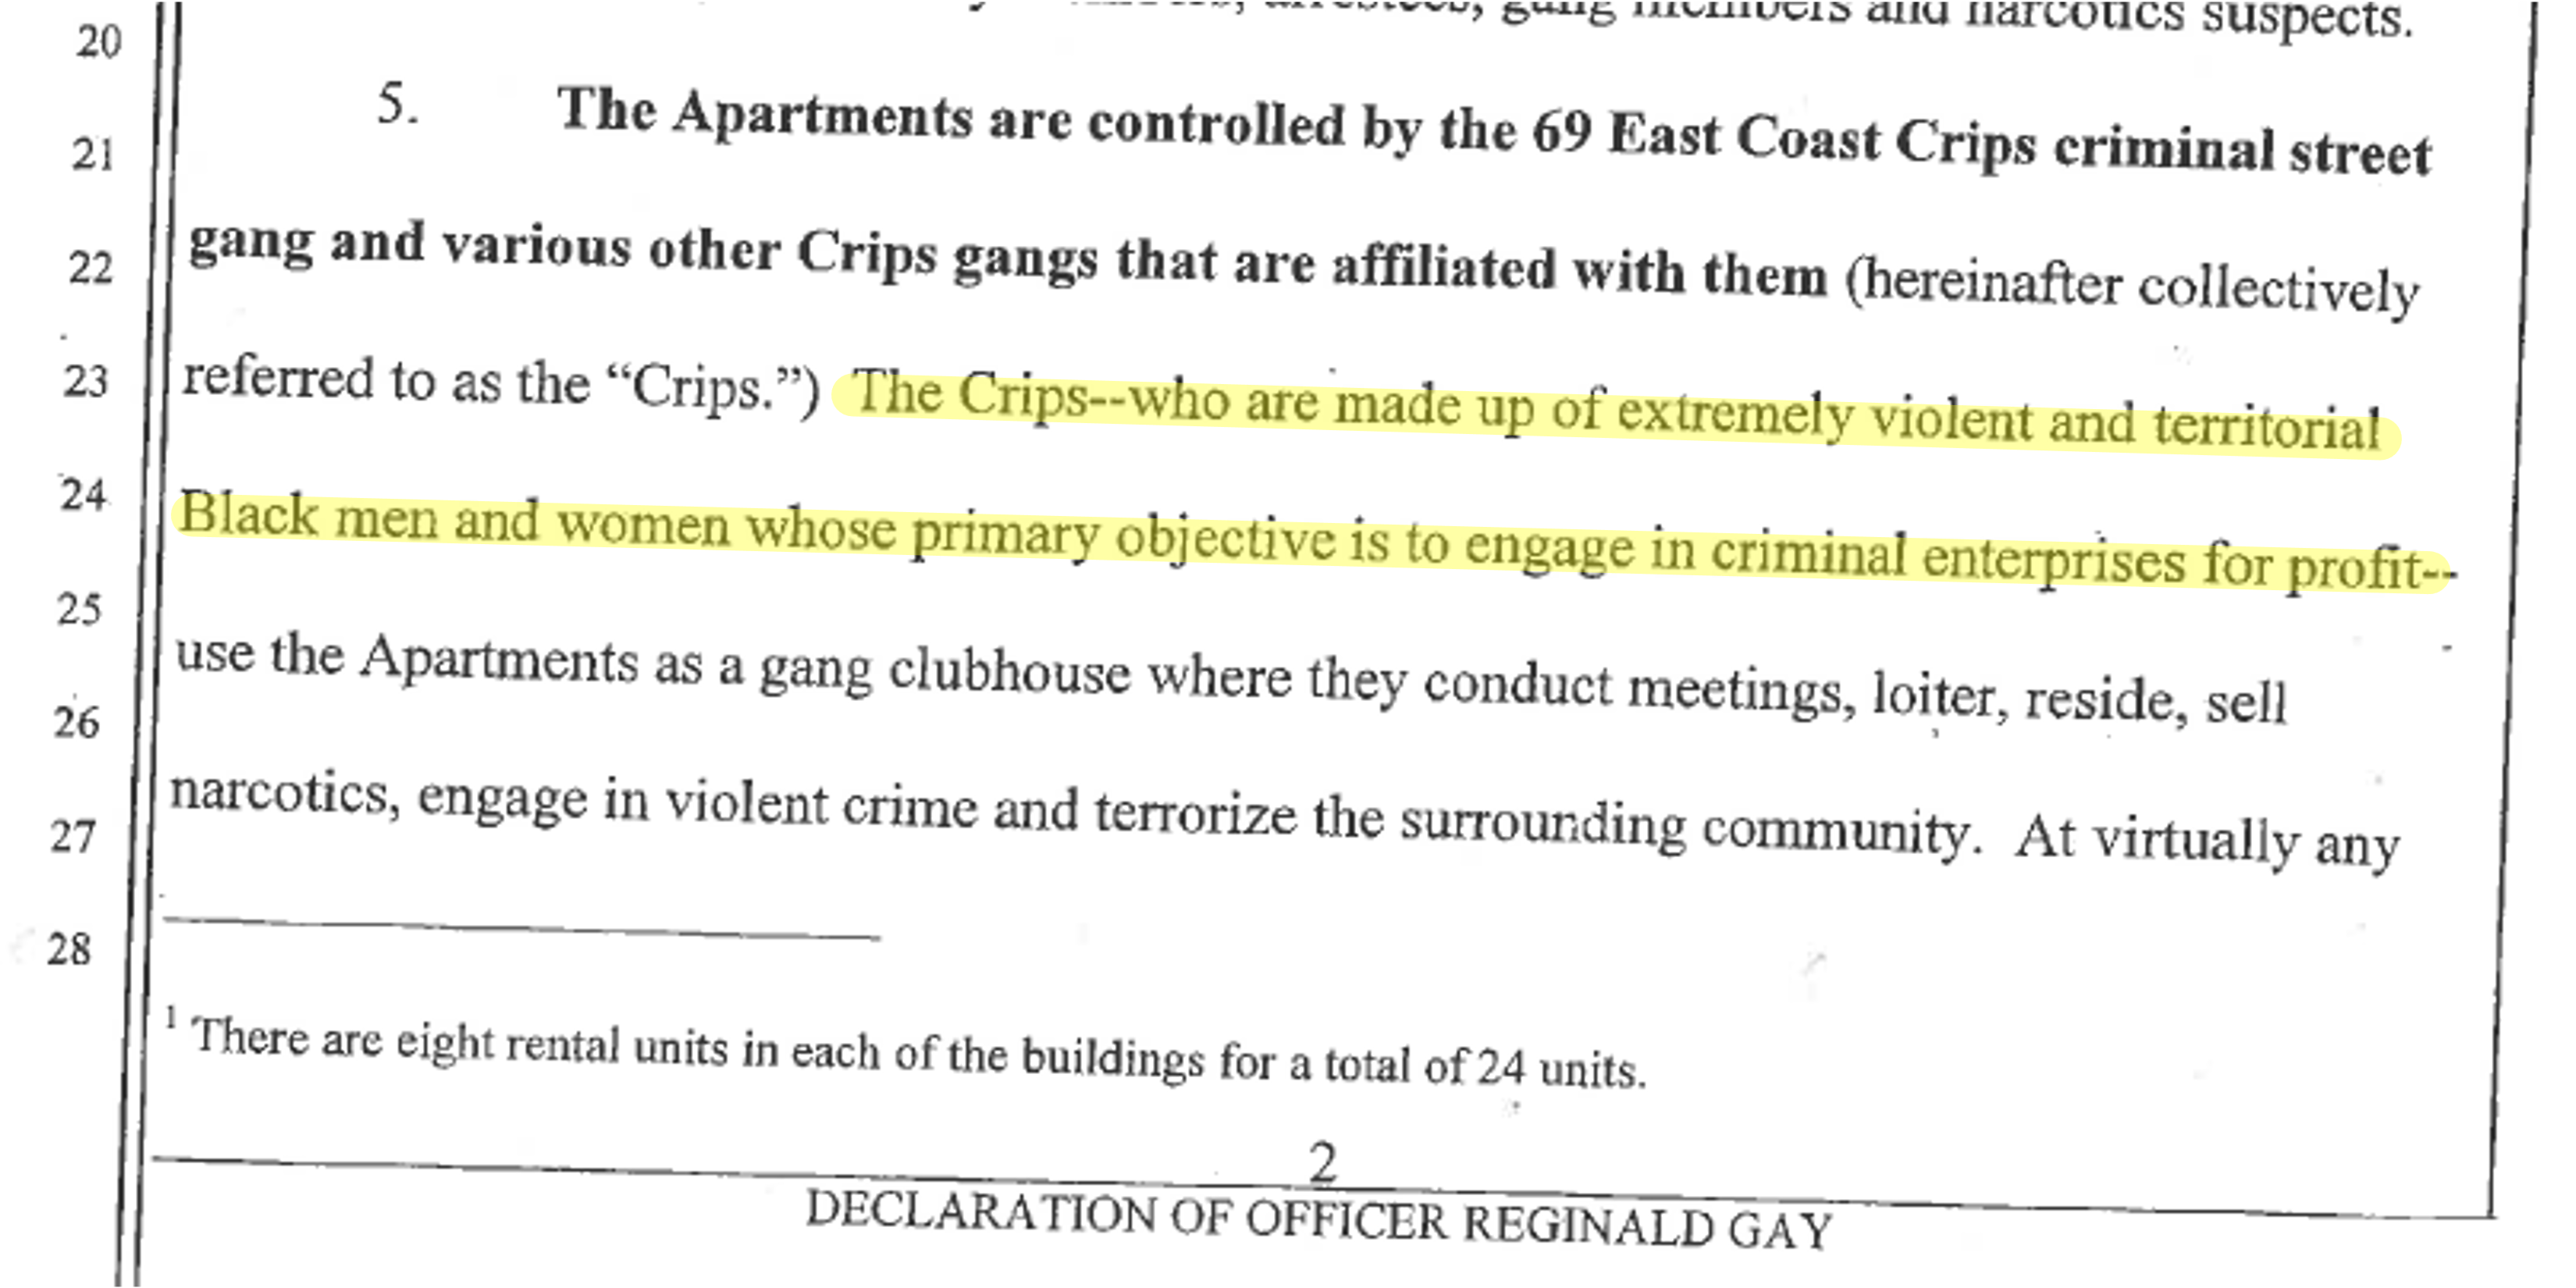 20
gang members and narcotics suspects.
5. The Apartments are controlled by the 69 East Coast Crips criminal street
21
gang and various other Crips gangs that are affiliated with them (hereinafter collectively
22
referred to as the “Crips.”) The Crips--who are made up of extremely violent and territorial
23
Black men and women whose primary objective is to engage in criminal enterprises for profit--
24
25
use the Apartments as a gang clubhouse where they conduct meetings, loiter, reside, sell
26
narcotics, engage in violent crime and terrorize the surrounding community. At virtually any
27
28
1 There are eight rental units in each of the buildings for a total of 24 units.
2
DECLARATION OF OFFICER REGINALD GAY